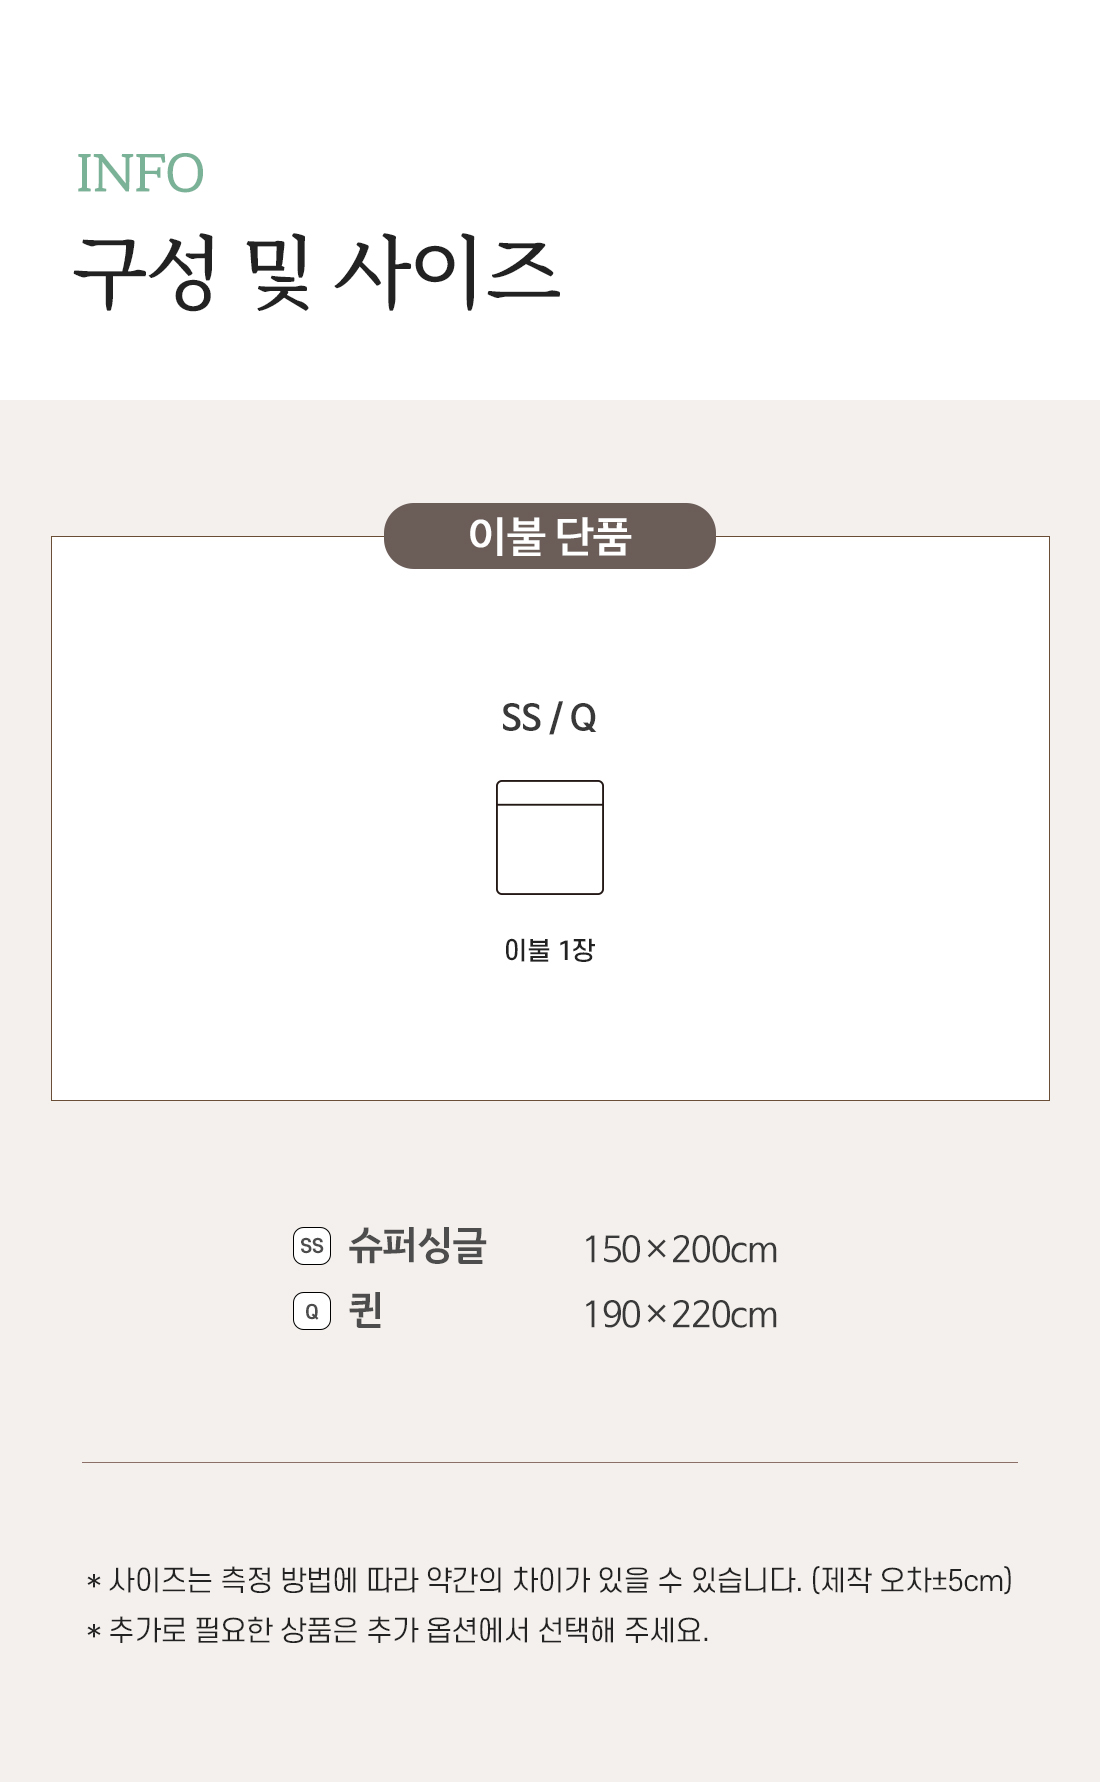 INFO
구성 및 사이즈
이불 단품
SS / Q
이불 1장
SS 슈퍼싱글 150×200cm
Q 퀸 190×220cm
* 사이즈는 측정 방법에 따라 약간의 차이가 있을 수 있습니다. (제작 오차±5cm)
* 추가로 필요한 상품은 추가 옵션에서 선택해 주세요.